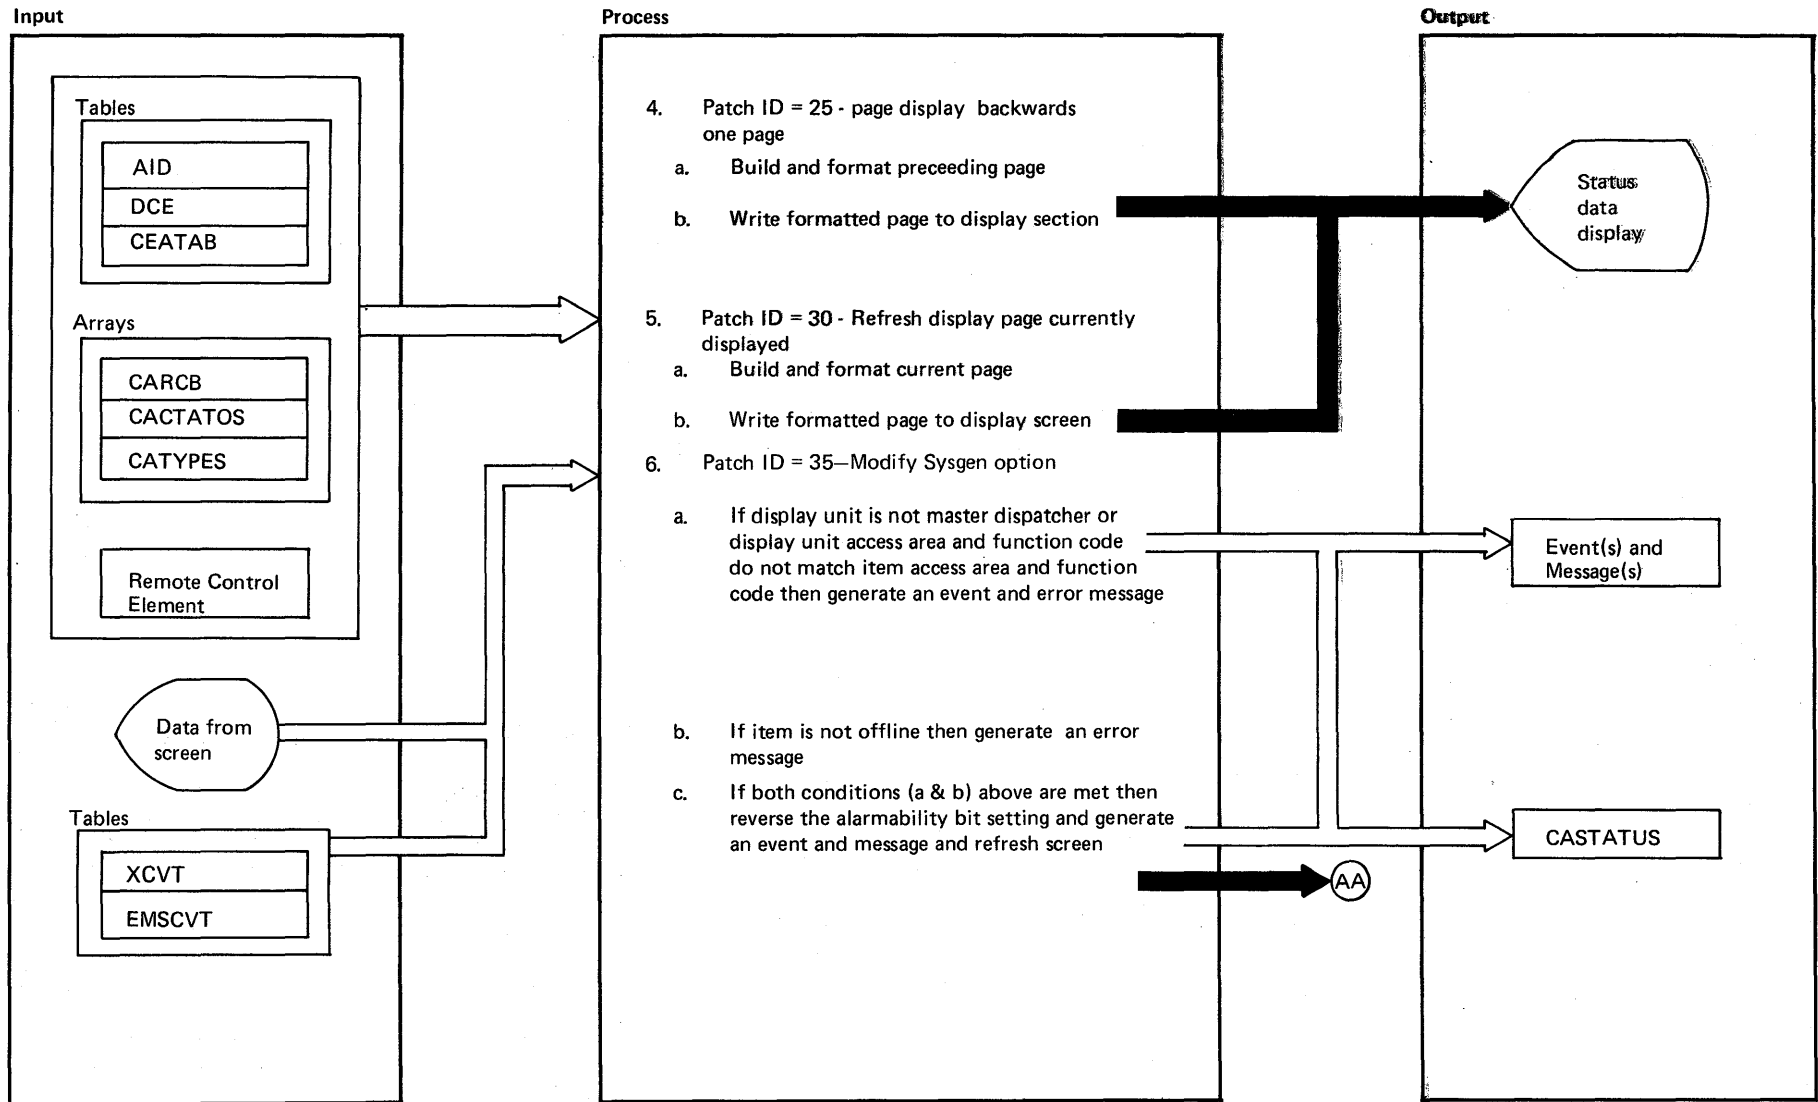 Input
Process
Output
Tables
AID
DCE
CEATAB
Arrays
CARCB
CACTATOS
CATYPES
Remote Control
Element
Data from
screen
Tables
XCVT
EMSCVT
4. Patch ID = 25 - page display backwards
one page
a. Build and format preceeding page
b. Write formatted page to display section
5. Patch ID = 30 - Refresh display page currently
displayed
a. Build and format current page
b. Write formatted page to display screen
6. Patch ID = 35—Modify Sysgen option
a. If display unit is not master dispatcher or
display unit access area and function code
do not match item access area and function
code then generate an event and error message
b. If item is not offline then generate an error
message
c. If both conditions (a & b) above are met then
reverse the alarmability bit setting and generate
an event and message and refresh screen
AA
Status
data
display
Event(s) and
Message(s)
CASTATUS